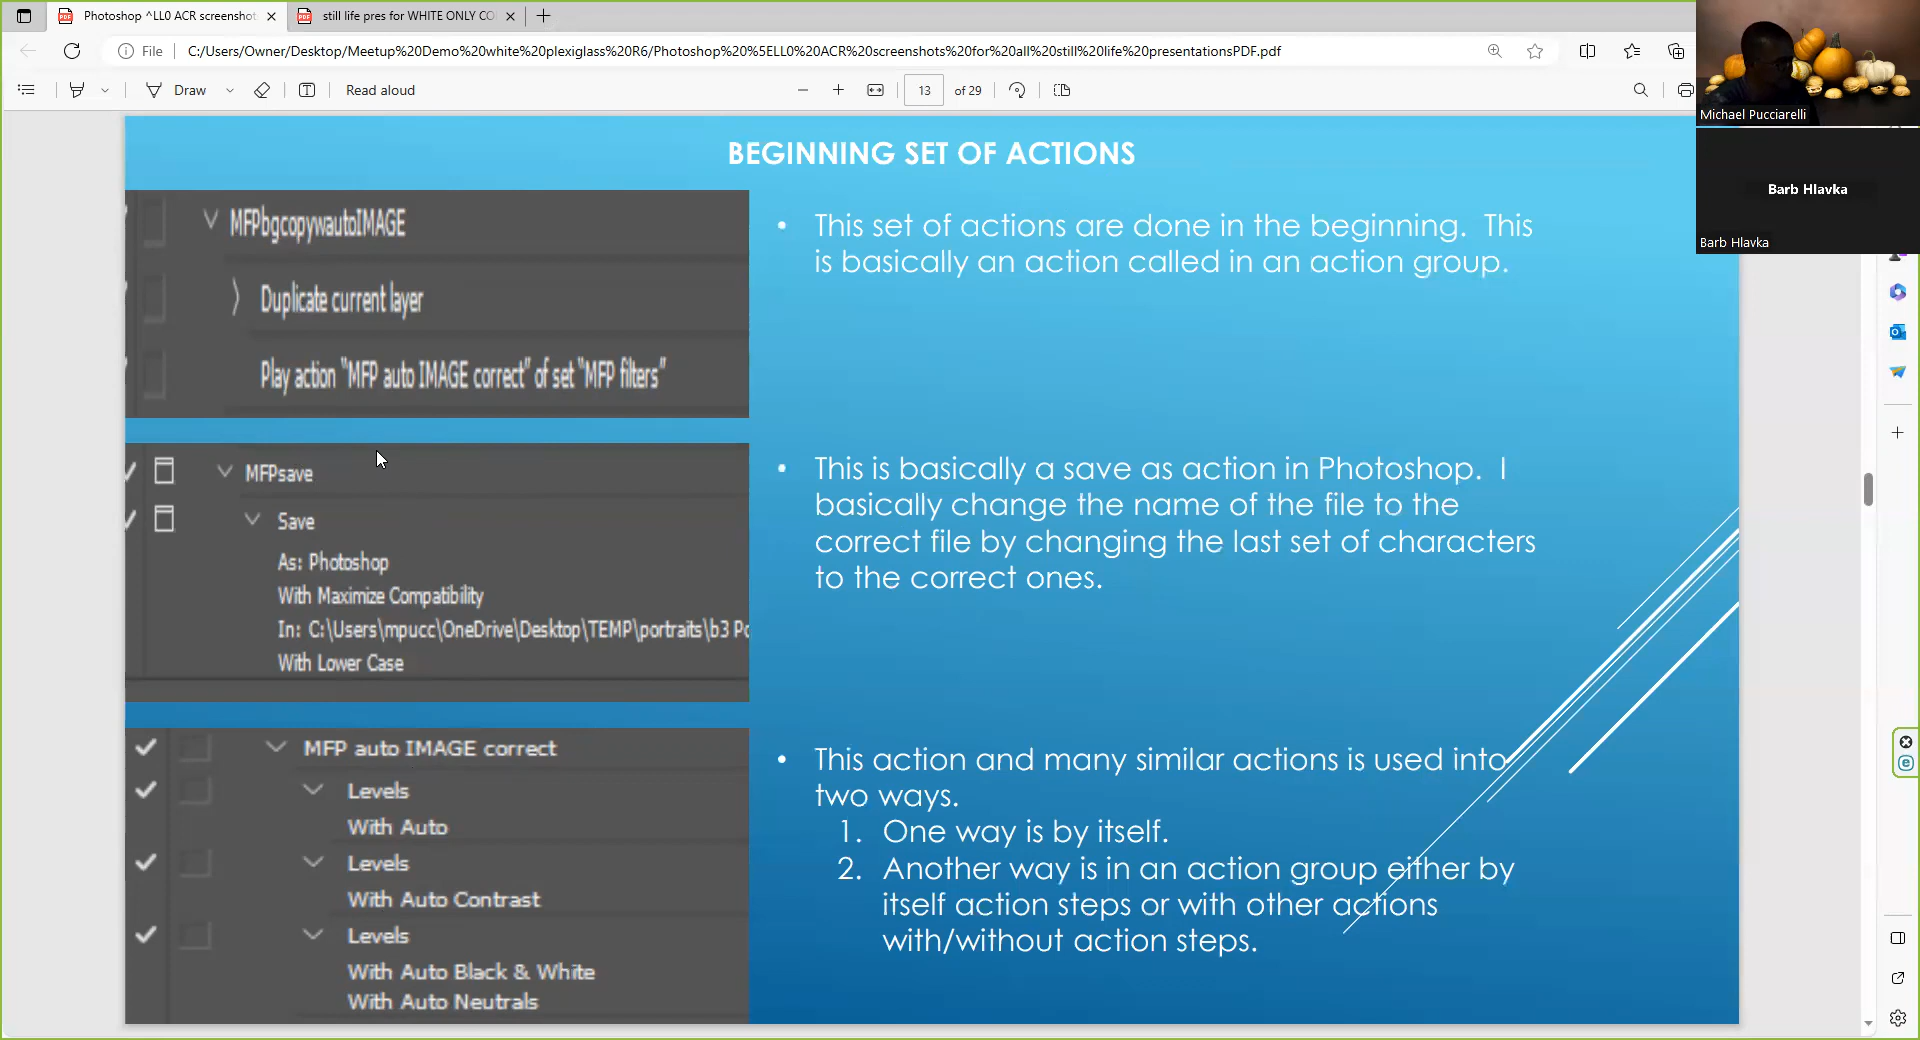 Photoshop ^LL0 ACR screenshot
still life pres for WHITE ONLY CO
File
C:/Users/Owner/Desktop/Meetup%20Demo%20white%20plexiglass%20R6/Photoshop%20%5ELL0%20ACR%20screenshots%20for%20all%20still%20life%20presentationsPDF.pdf
Draw
Read aloud
13
of 29
Michael Pucciarelli
Barb Hlavka
Barb Hlavka
BEGINNING SET OF ACTIONS
MFPbgcopywautoIMAGE
Duplicate current layer
Play action "MFP auto IMAGE correct" of set "MFP filters"
• This set of actions are done in the beginning. This
is basically an action called in an action group.
MFPsave
Save
As: Photoshop
With Maximize Compatibility
In: C:\Users\mpucc\OneDrive\Desktop\TEMP\portraits\b3 Po
With Lower Case
• This is basically a save as action in Photoshop. I
basically change the name of the file to the
correct file by changing the last set of characters
to the correct ones.
MFP auto IMAGE correct
Levels
With Auto
Levels
With Auto Contrast
Levels
With Auto Black & White
With Auto Neutrals
• This action and many similar actions is used into
two ways.
1. One way is by itself.
2. Another way is in an action group either by
itself action steps or with other actions
with/without action steps.